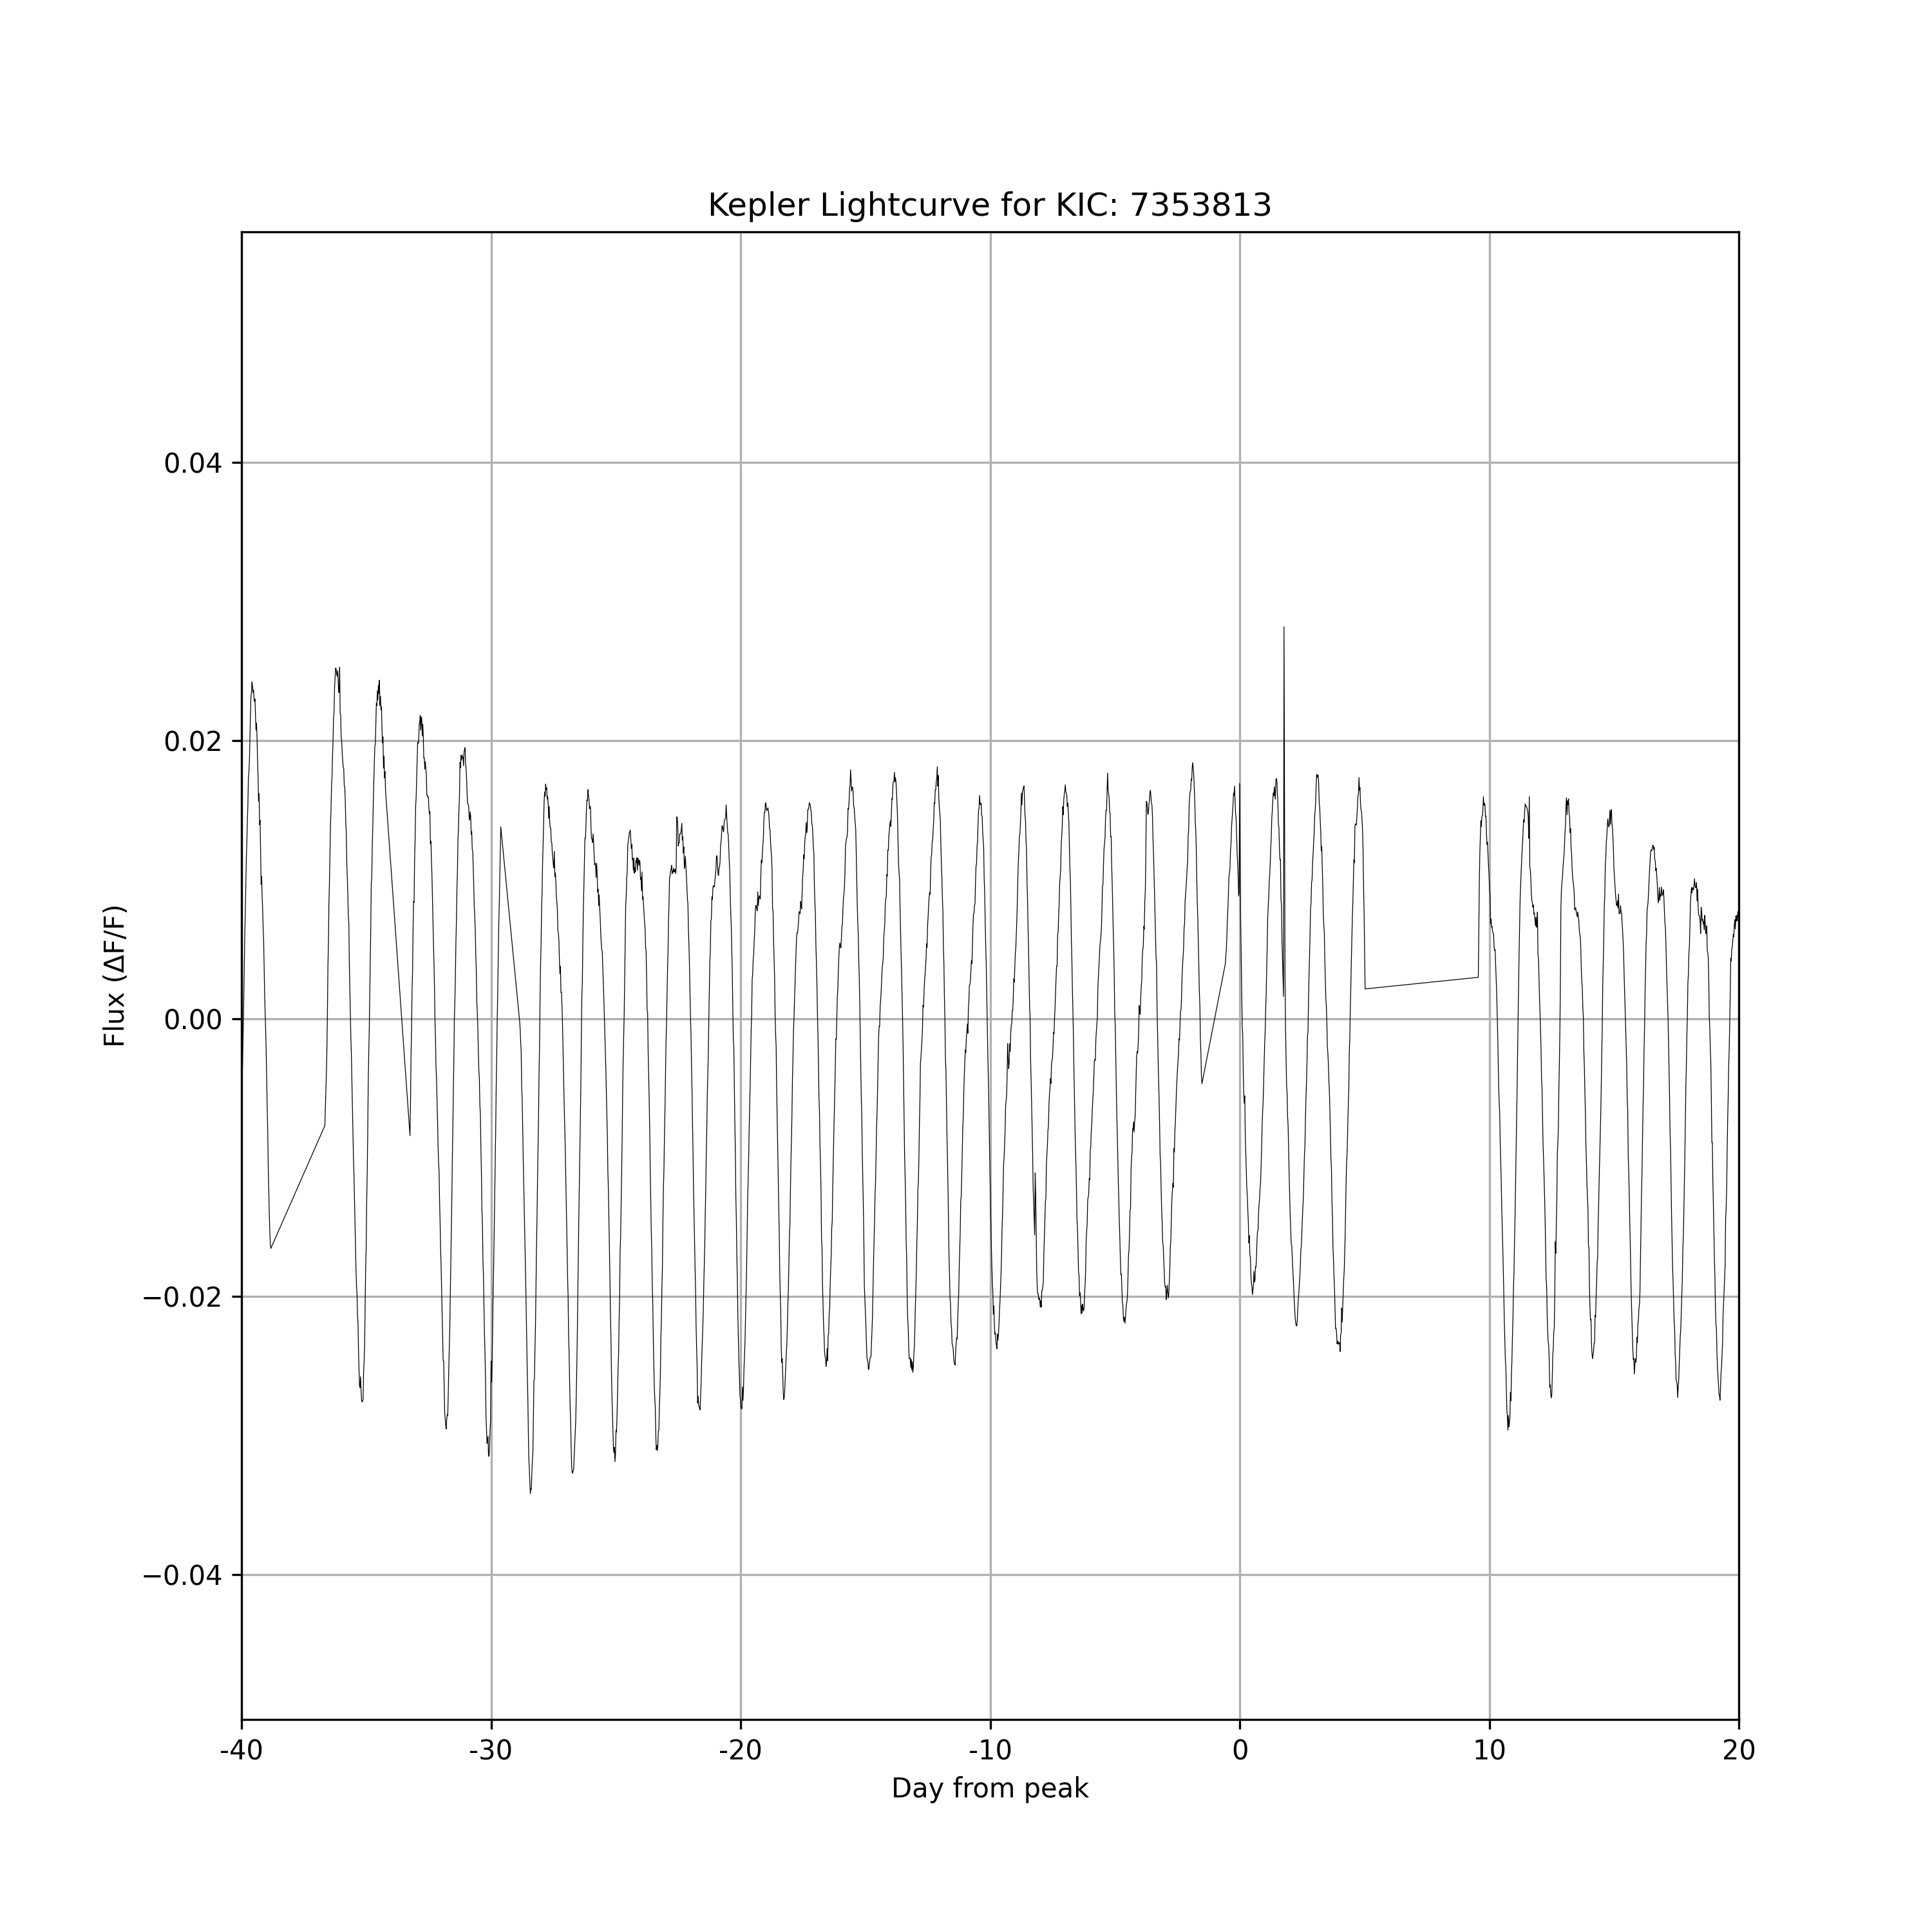 Kepler Lightcurve for KIC: 7353813
Flux (ΔF/F)
0.04
0.02
0.00
−0.02
−0.04
-40 -30 -20 -10 0 10 20
Day from peak